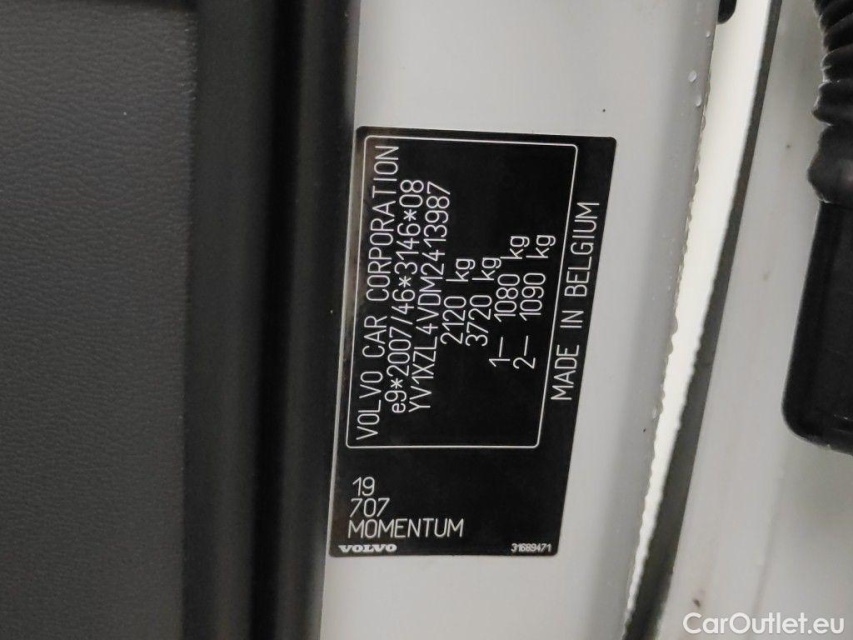 VOLVO CAR CORPORATION
e9*2007/46*3146*08
YV1XZL4VDM2413987
2120 kg
3720 kg
1— 1080 kg
2— 1090 kg
MADE IN BELGIUM
19
707
MOMENTUM
VOLVO
31689471
CarOutlet.eu